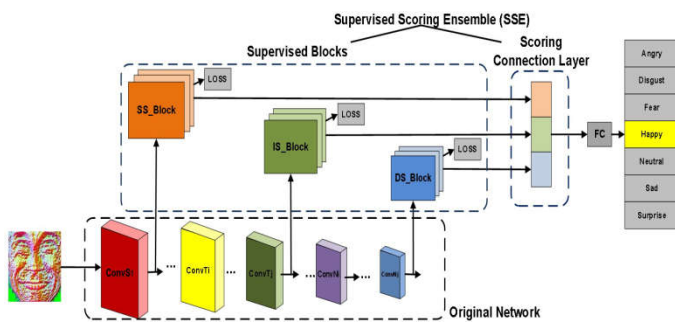 Supervised Scoring Ensemble (SSE)
Supervised Blocks
Scoring
Connection Layer
SS_Block
LOSS
IS_Block
LOSS
DS_Block
LOSS
FC
Angry
Disgust
Fear
Happy
Neutral
Sad
Surprise
ConvS1
...
ConvTi
...
ConvTj
...
ConvNi
...
ConvNj
Original Network